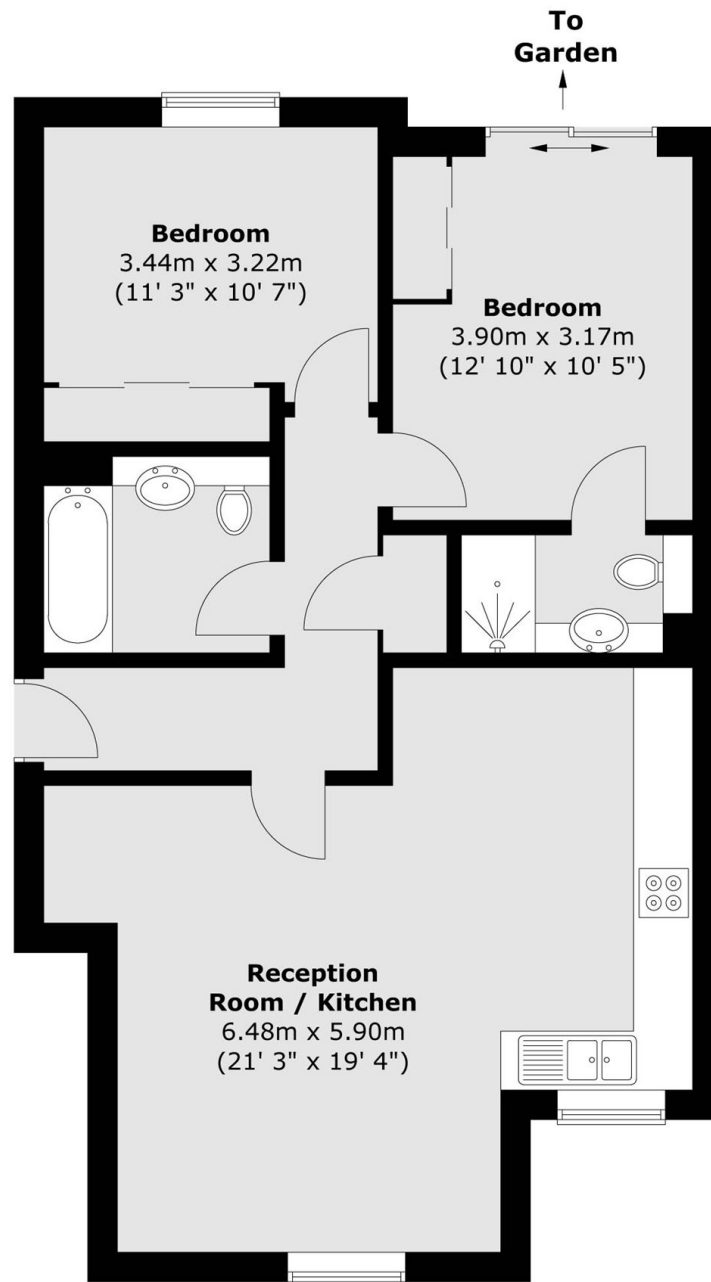 To
Garden
Bedroom
3.44m x 3.22m
(11' 3" x 10' 7")
Bedroom
3.90m x 3.17m
(12' 10" x 10' 5")
Reception
Room / Kitchen
6.48m x 5.90m
(21' 3" x 19' 4")